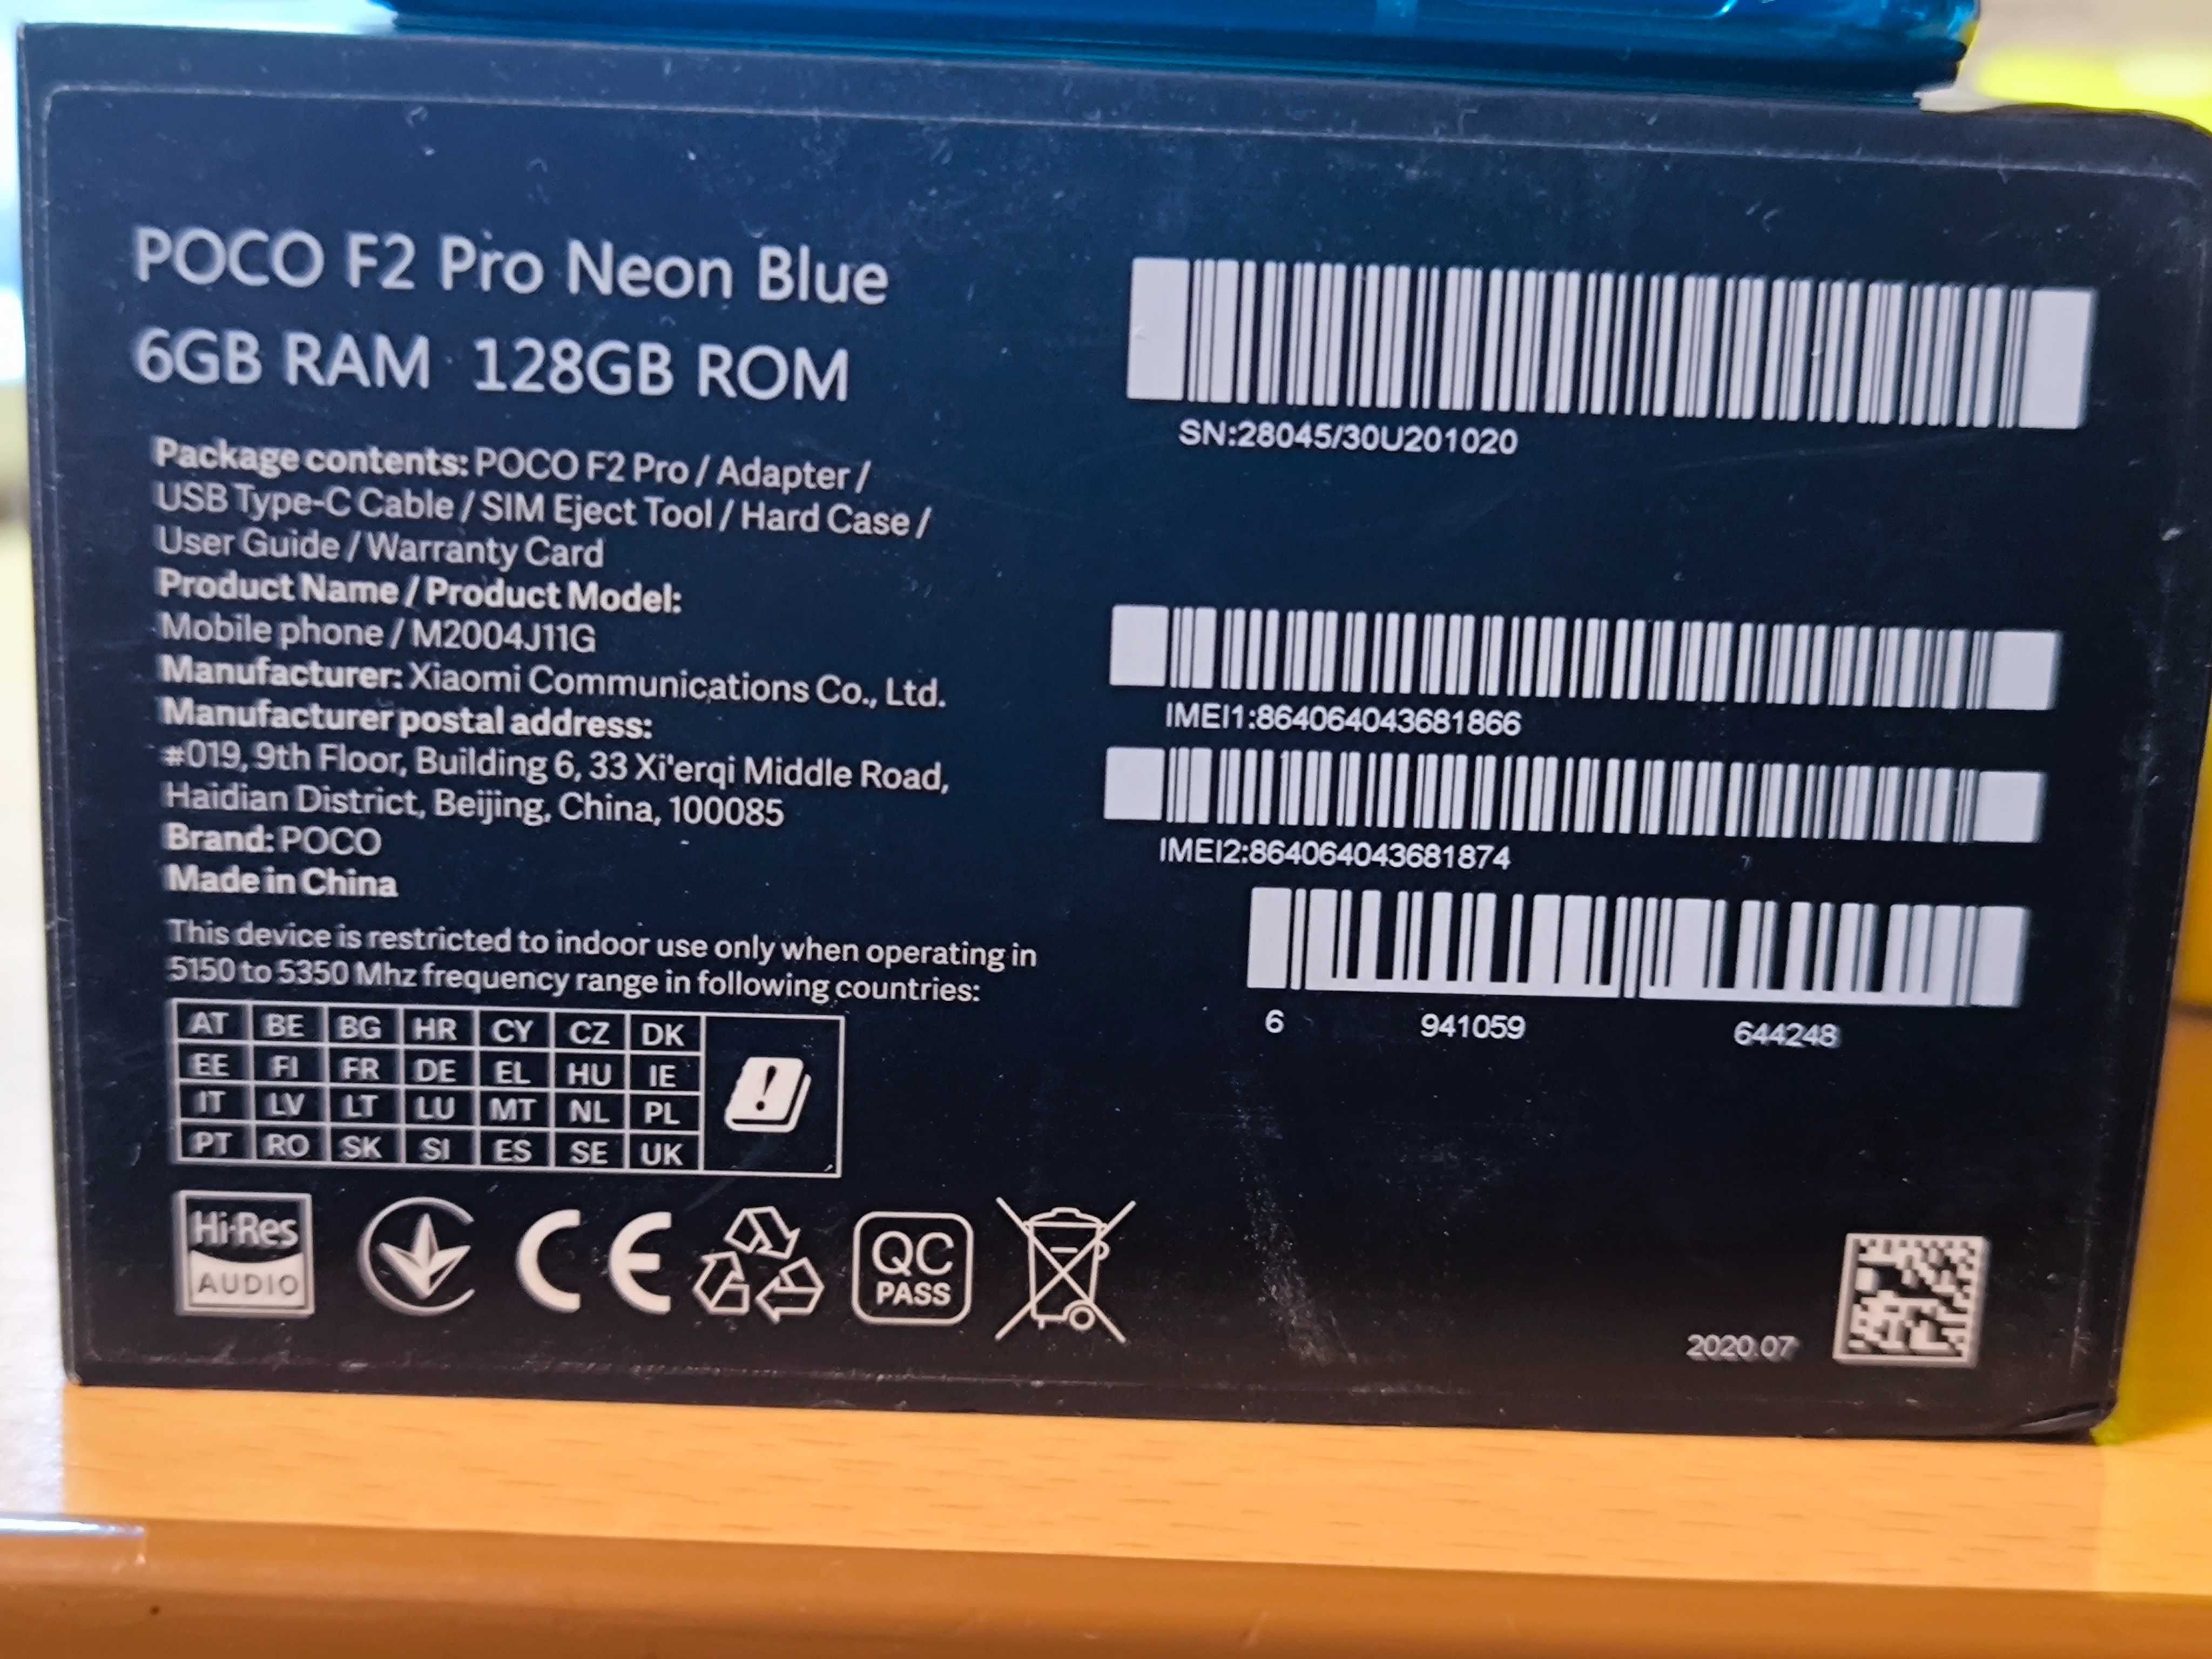 POCO F2 Pro Neon Blue
6GB RAM 128GB ROM
Package contents: POCO F2 Pro / Adapter /
USB Type-C Cable / SIM Eject Tool / Hard Case /
User Guide / Warranty Card
Product Name / Product Model:
Mobile phone / M2004J11G
Manufacturer: Xiaomi Communications Co., Ltd.
Manufacturer postal address:
#019, 9th Floor, Building 6, 33 Xi'erqi Middle Road,
Haidian District, Beijing, China, 100085
Brand: POCO
Made in China
This device is restricted to indoor use only when operating in
5150 to 5350 Mhz frequency range in following countries:
AT BE BG HR CY CZ DK
EE FI FR DE EL HU IE
IT LV LT LU MT NL PL
PT RO SK SI ES SE UK
!
Hi-Res
AUDIO
CE
QC
PASS
SN:28045/30U201020
IMEI1:864064043681866
IMEI2:864064043681874
6 941059 644248
2020.07